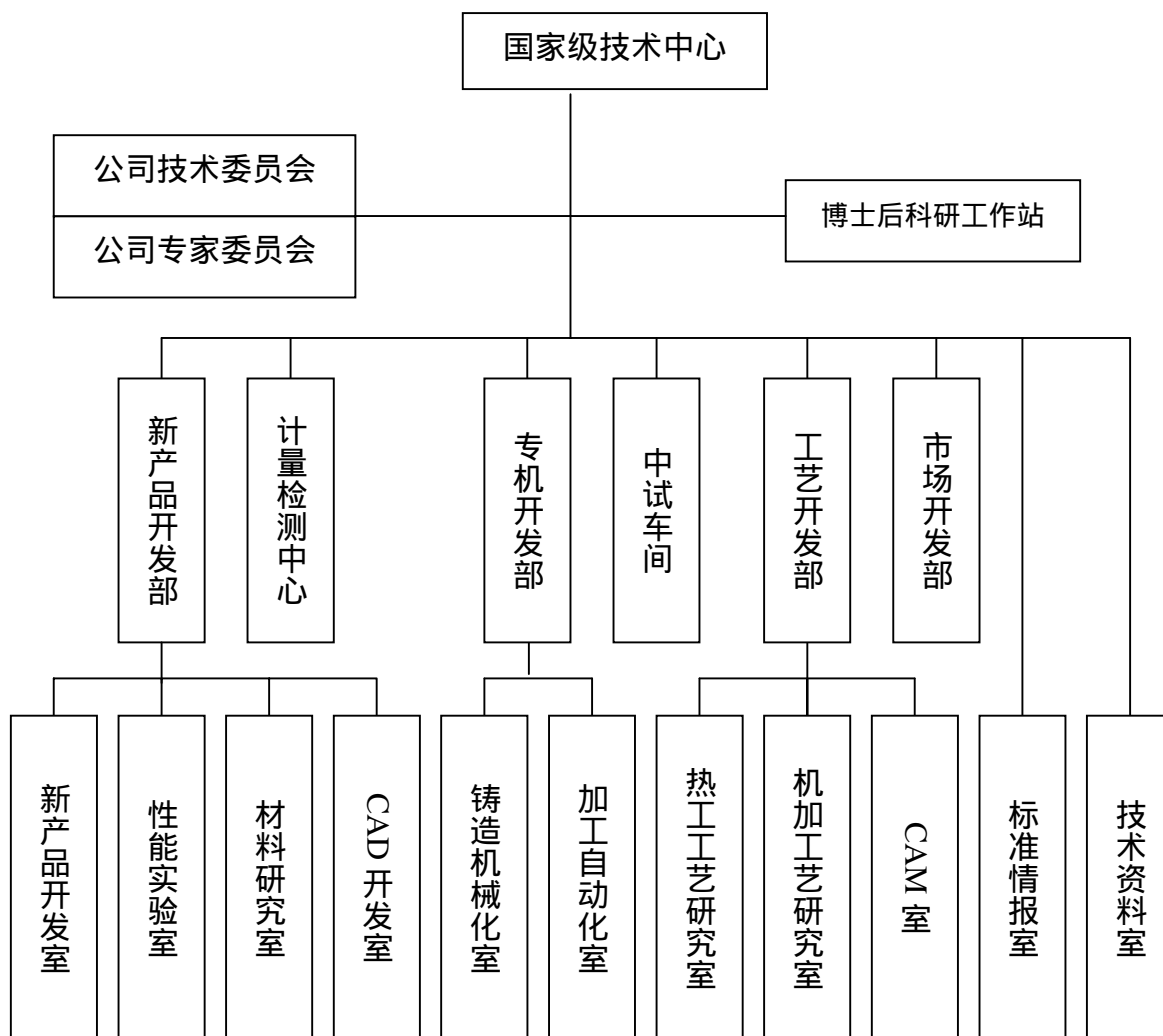 国家级技术中心
公司技术委员会
公司专家委员会
博士后科研工作站
新产品开发部
计量检测中心
专机开发部
中试车间
工艺开发部
市场开发部
新产品开发室
性能实验室
材料研究室
CAD 开发室
铸造机械化室
加工自动化室
热工工艺研究室
机加工艺研究室
CAM 室
标准情报室
技术资料室